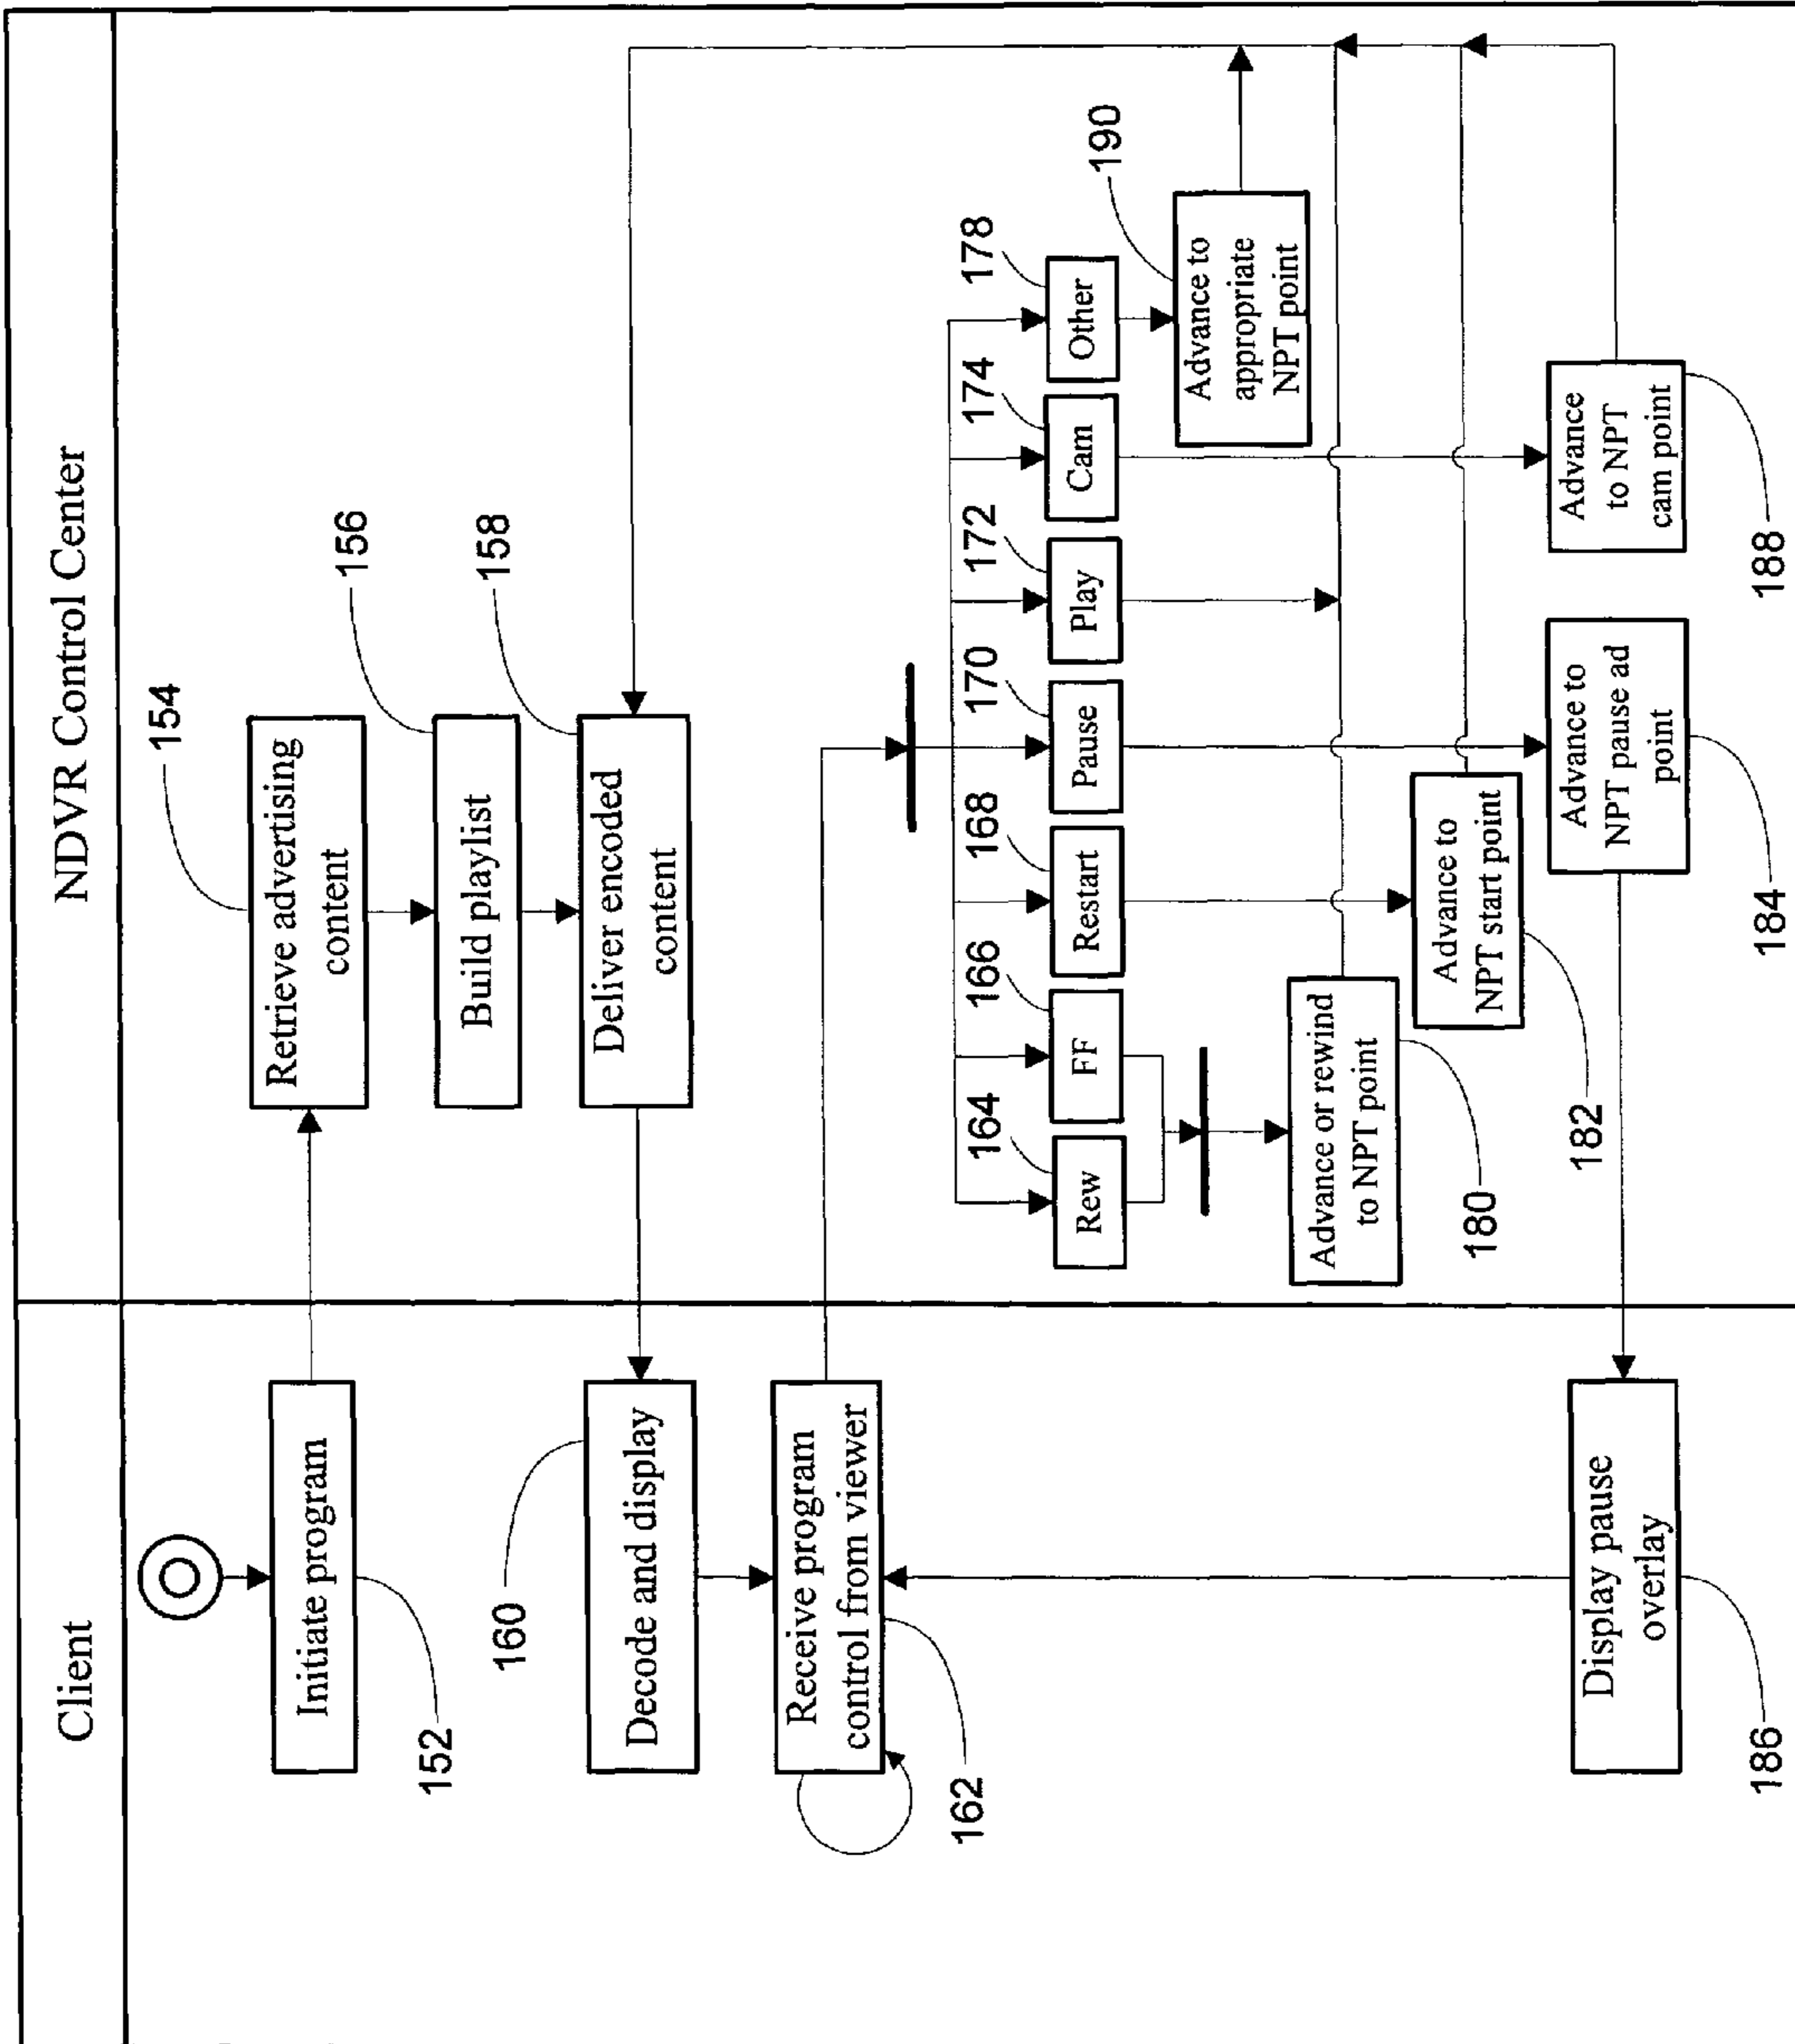 Client
NDVR Control Center
Initiate program
152
Retrieve advertising
content
154
Build playlist
156
Deliver encoded
content
158
Decode and display
160
Receive program
control from viewer
162
Rew
164
FF
166
Restart
168
Pause
170
Play
172
Cam
174
Other
178
Advance or rewind
to NPT point
180
Advance to
NPT start point
182
Advance to
NPT pause ad
point
184
Display pause
overlay
186
Advance
to NPT
cam point
188
Advance to
appropriate
NPT point
190